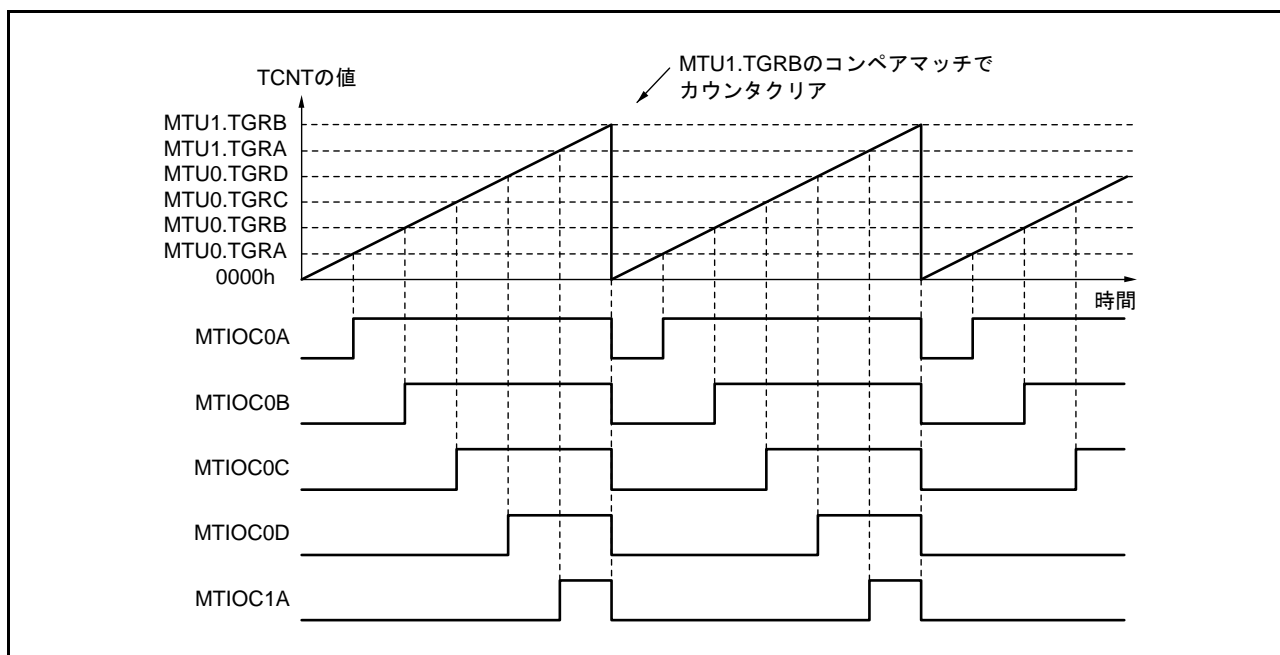 MTU1.TGRBのコンペアマッチで
カウンタクリア
TCNTの値
MTU1.TGRB
MTU1.TGRA
MTU0.TGRD
MTU0.TGRC
MTU0.TGRB
MTU0.TGRA
0000h
時間
MTIOC0A
MTIOC0B
MTIOC0C
MTIOC0D
MTIOC1A